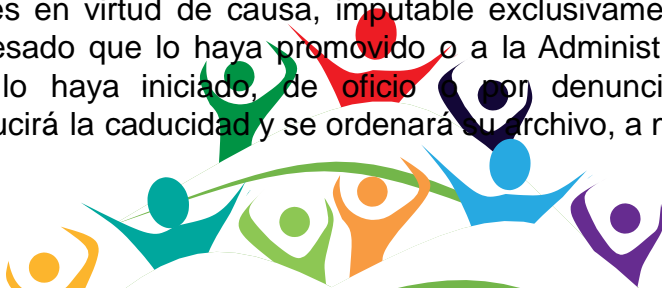 es en virtud de causa, imputable exclusivame
esado que lo haya promovido o a la Administ
lo haya iniciado, de oficio o por denunci
ucirá la caducidad y se ordenará su archivo, a